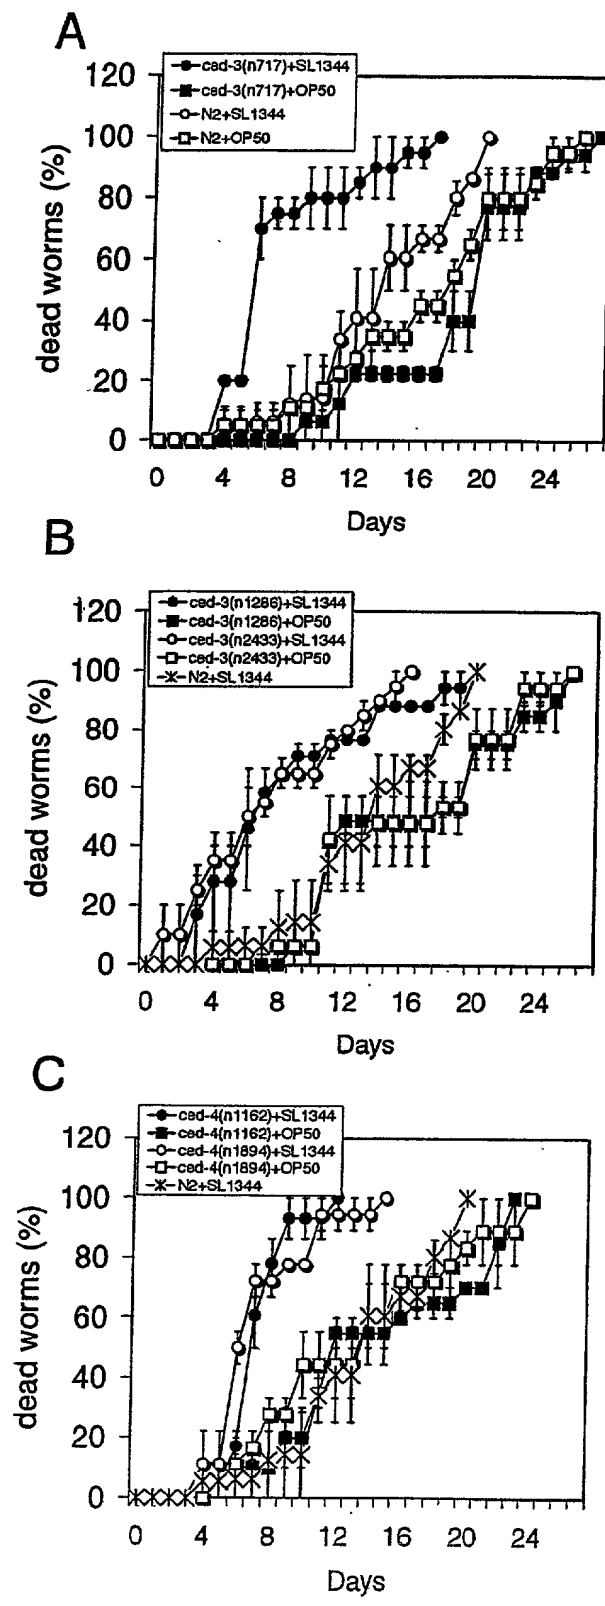 A
ced-3(n717)+SL1344
ced-3(n717)+OP50
N2+SL1344
N2+OP50
120
100
80
60
40
20
0
dead worms (%)
0 4 8 12 16 20 24
Days
B
ced-3(n1286)+SL1344
ced-3(n1286)+OP50
ced-3(n2433)+SL1344
ced-3(n2433)+OP50
N2+SL1344
120
100
80
60
40
20
0
dead worms (%)
0 4 8 12 16 20 24
Days
C
ced-4(n1162)+SL1344
ced-4(n1162)+OP50
ced-4(n1894)+SL1344
ced-4(n1894)+OP50
N2+SL1344
120
100
80
60
40
20
0
dead worms (%)
0 4 8 12 16 20 24
Days